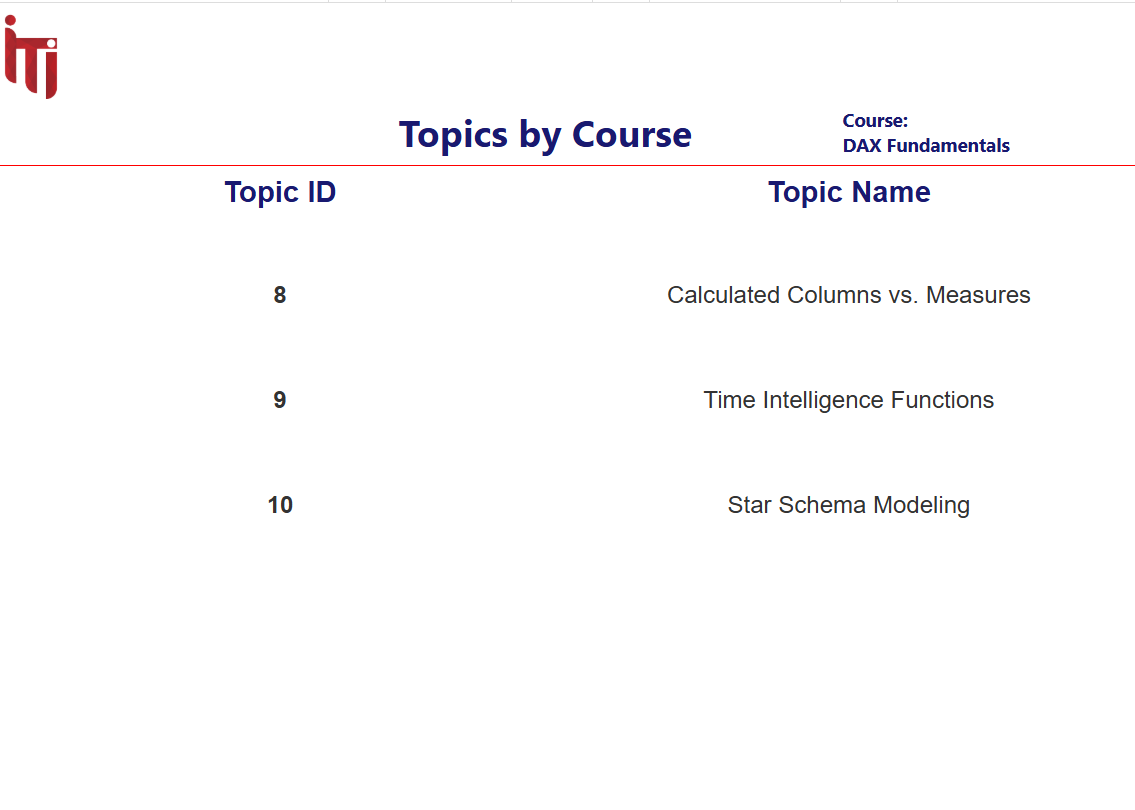 iTi
Topics by Course
Course:
DAX Fundamentals
Topic ID Topic Name
8 Calculated Columns vs. Measures
9 Time Intelligence Functions
10 Star Schema Modeling